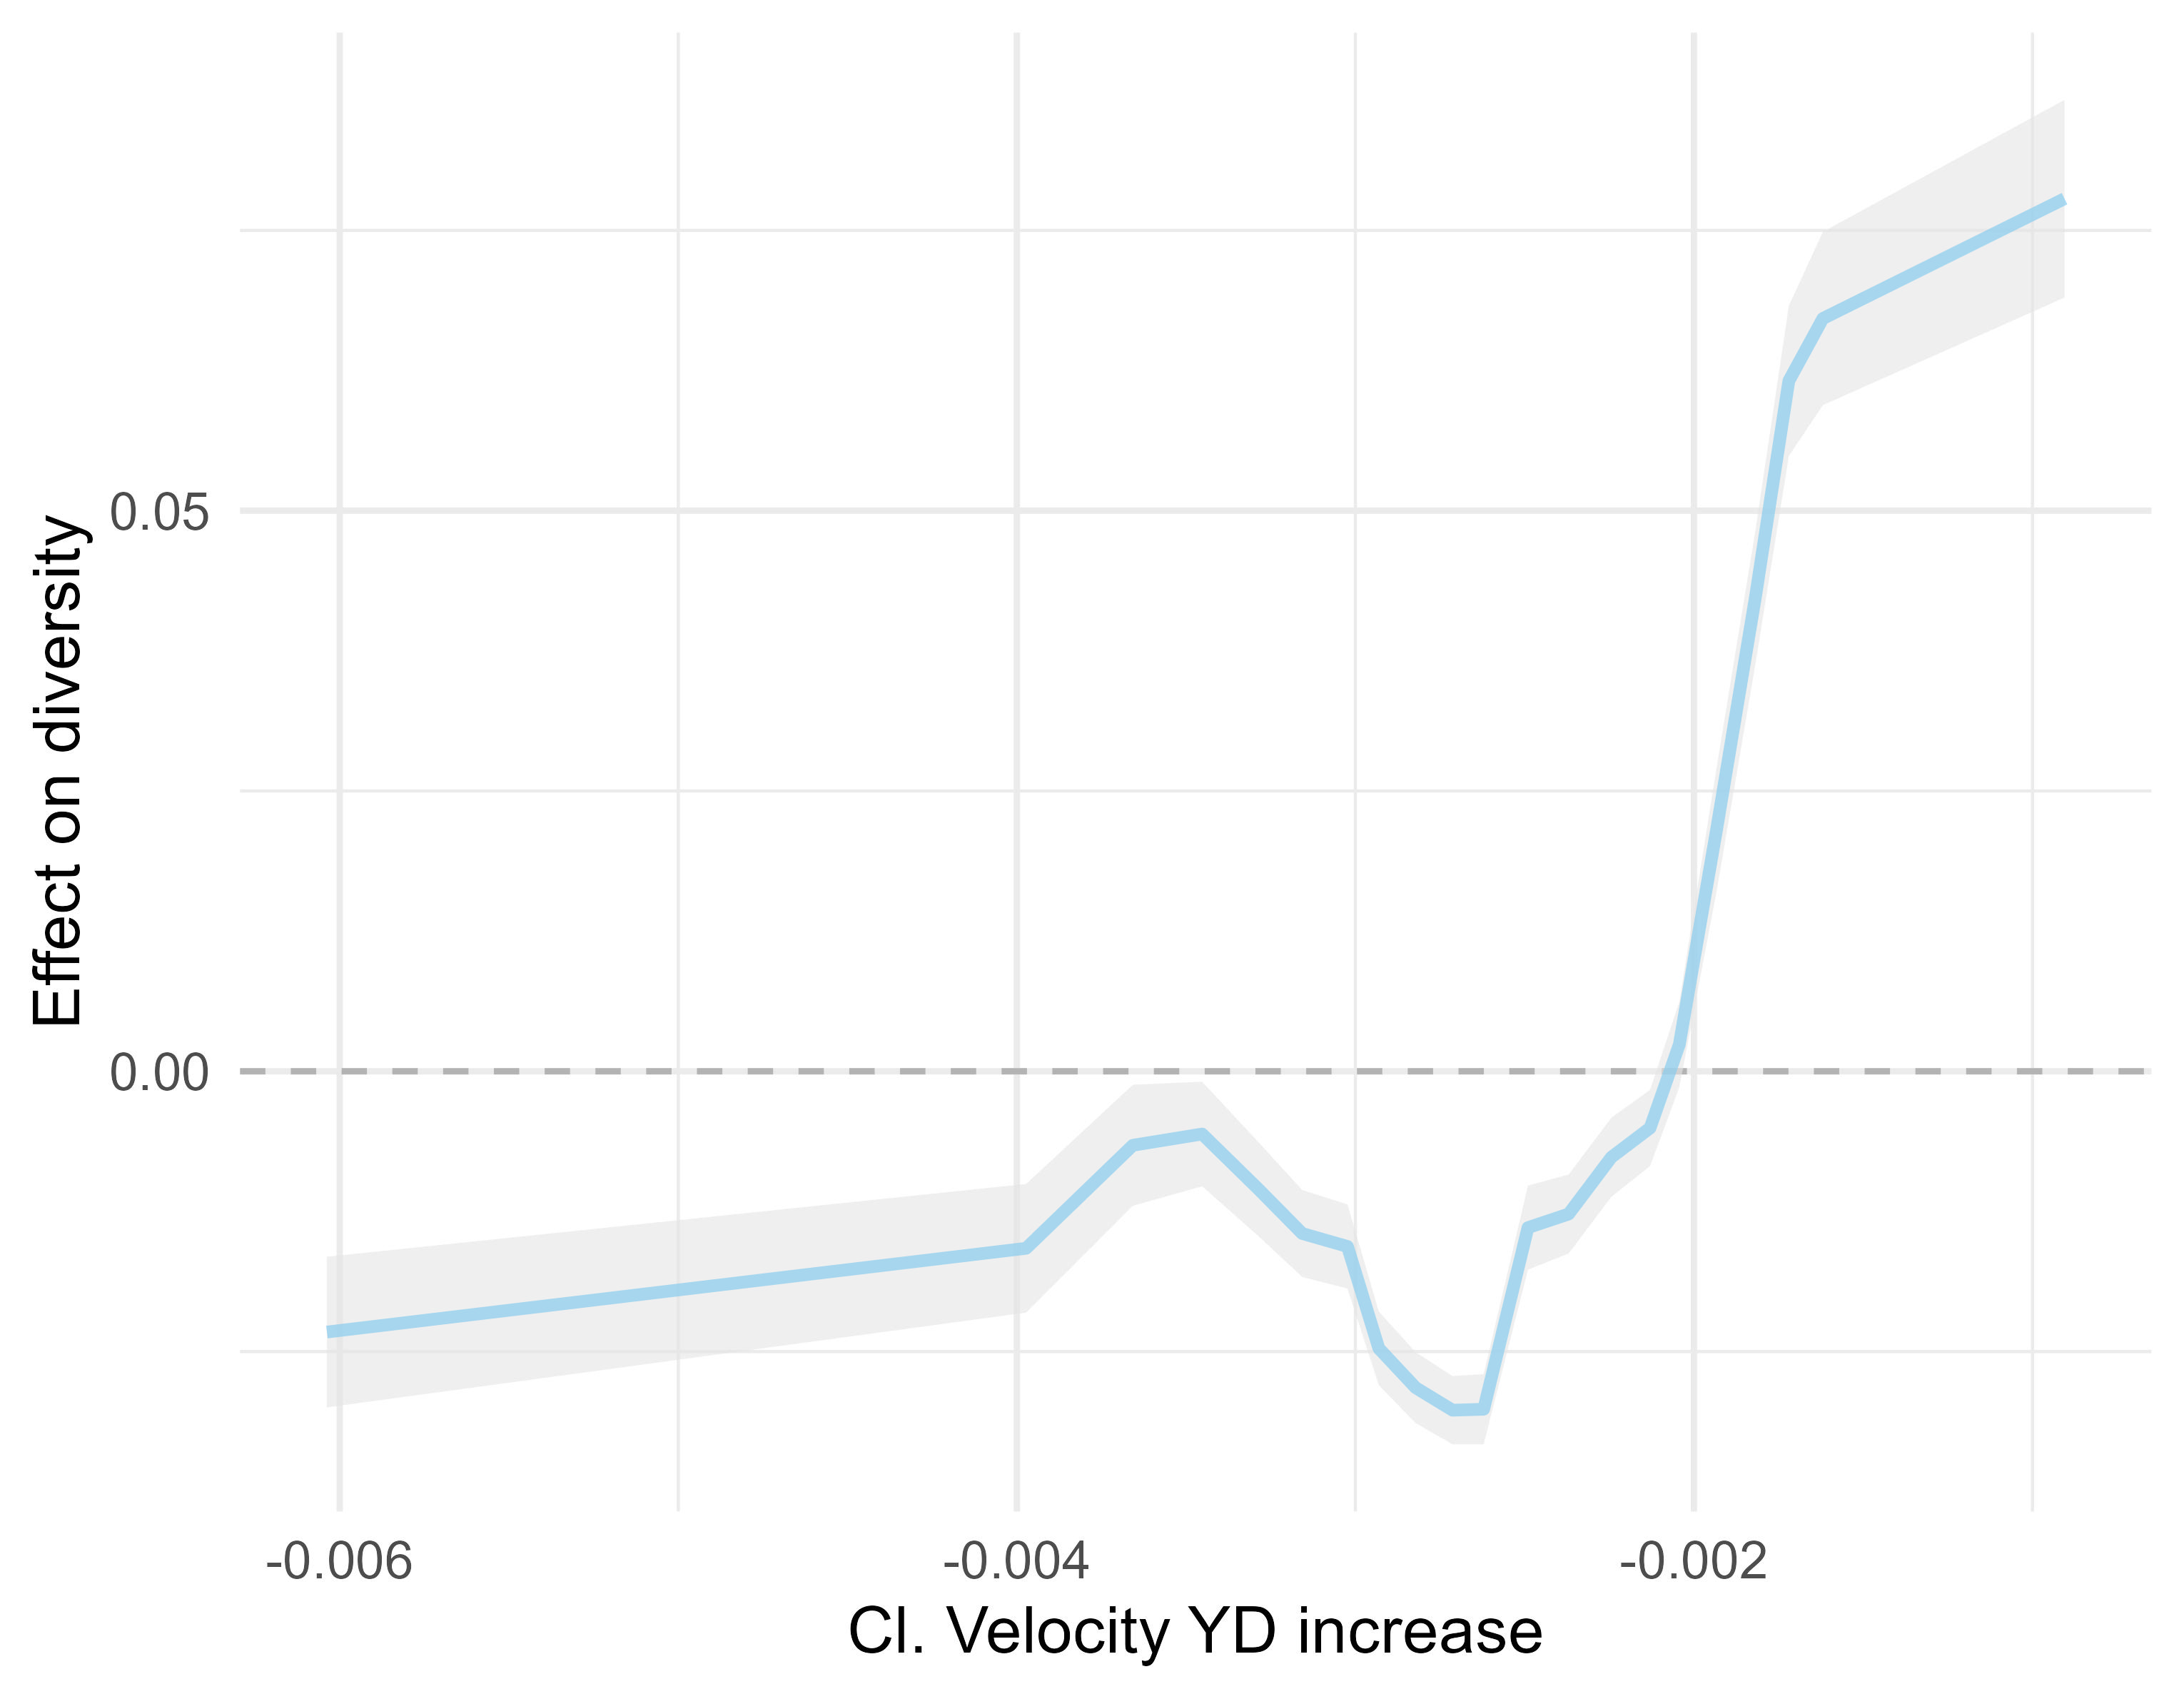 Effect on diversity
0.05
0.00
-0.006
-0.004
-0.002
Cl. Velocity YD increase